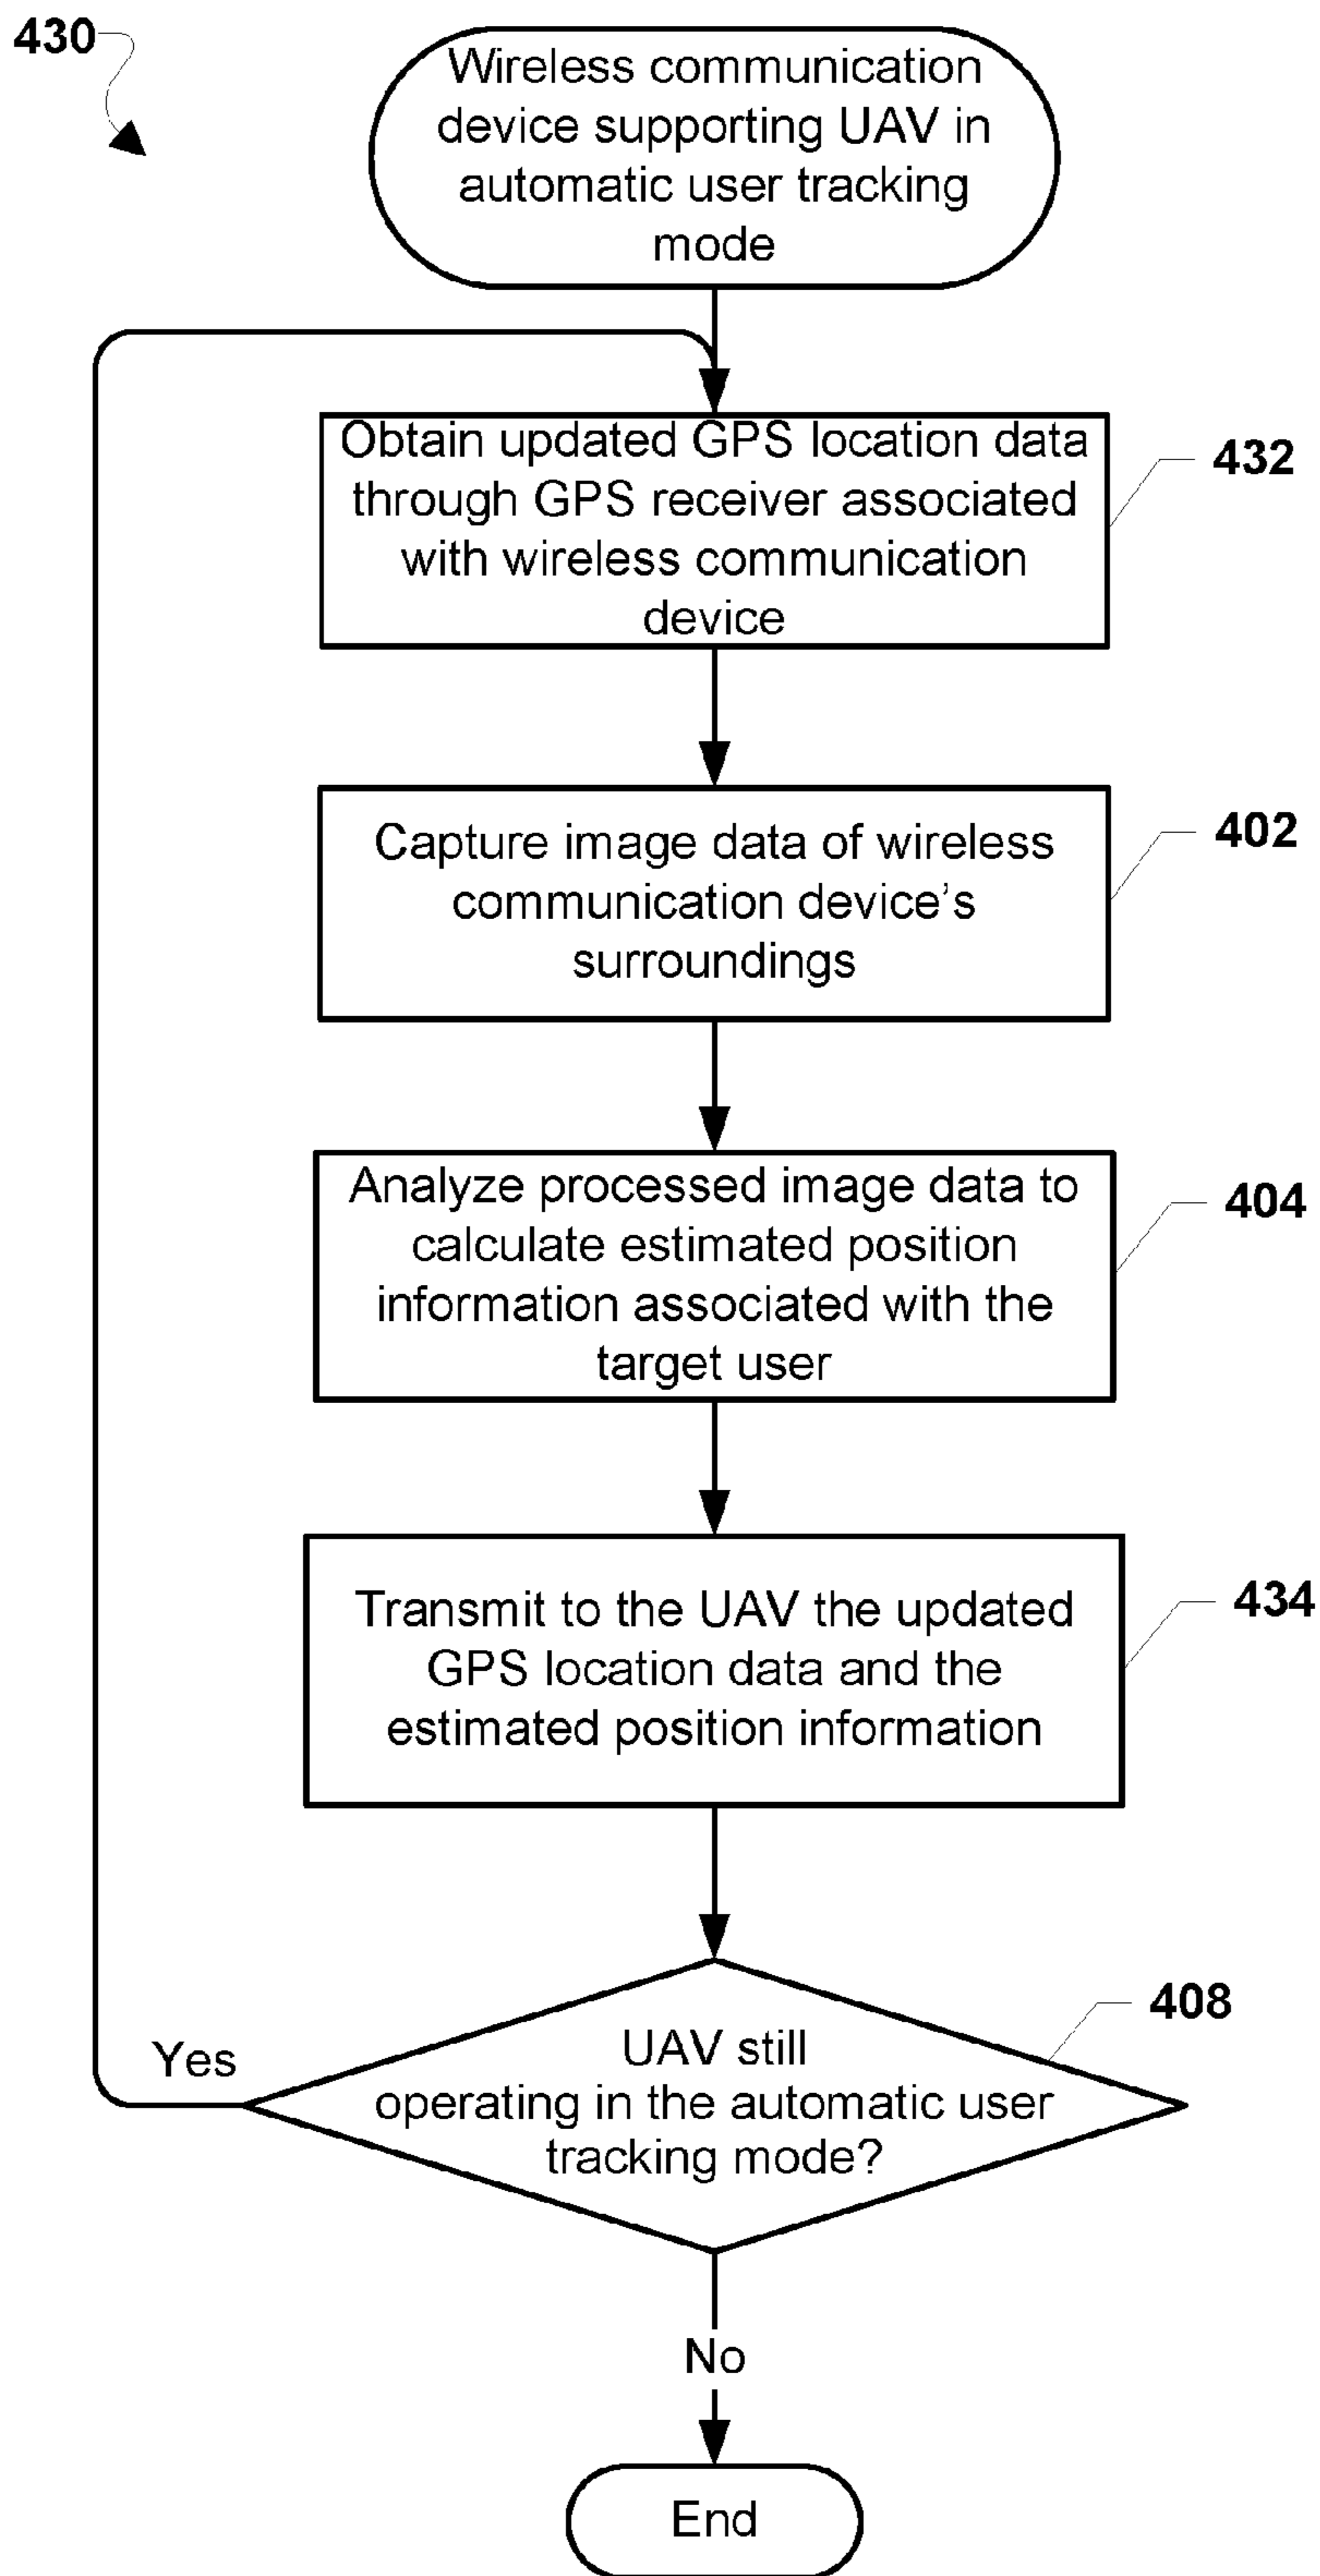 430
Wireless communication
device supporting UAV in
automatic user tracking
mode
Obtain updated GPS location data
through GPS receiver associated
with wireless communication
device
432
Capture image data of wireless
communication device’s
surroundings
402
Analyze processed image data to
calculate estimated position
information associated with the
target user
404
Transmit to the UAV the updated
GPS location data and the
estimated position information
434
UAV still
operating in the automatic user
tracking mode?
408
Yes
No
End